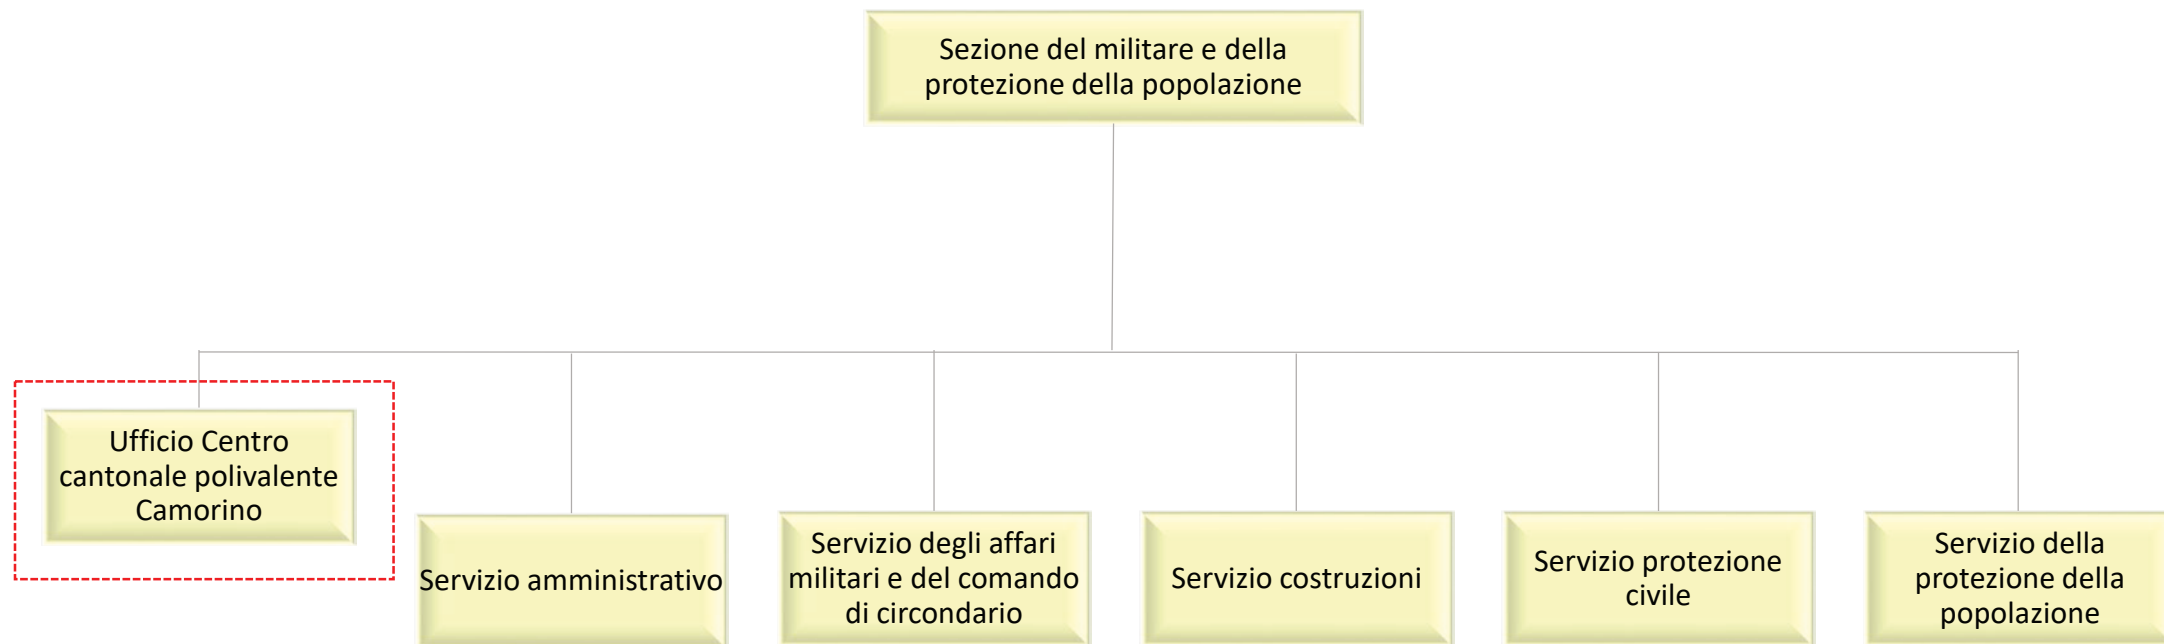 Sezione del militare e della
protezione della popolazione
Ufficio Centro
cantonale polivalente
Camorino
Servizio amministrativo
Servizio degli affari
militari e del comando
di circondario
Servizio costruzioni
Servizio protezione
civile
Servizio della
protezione della
popolazione